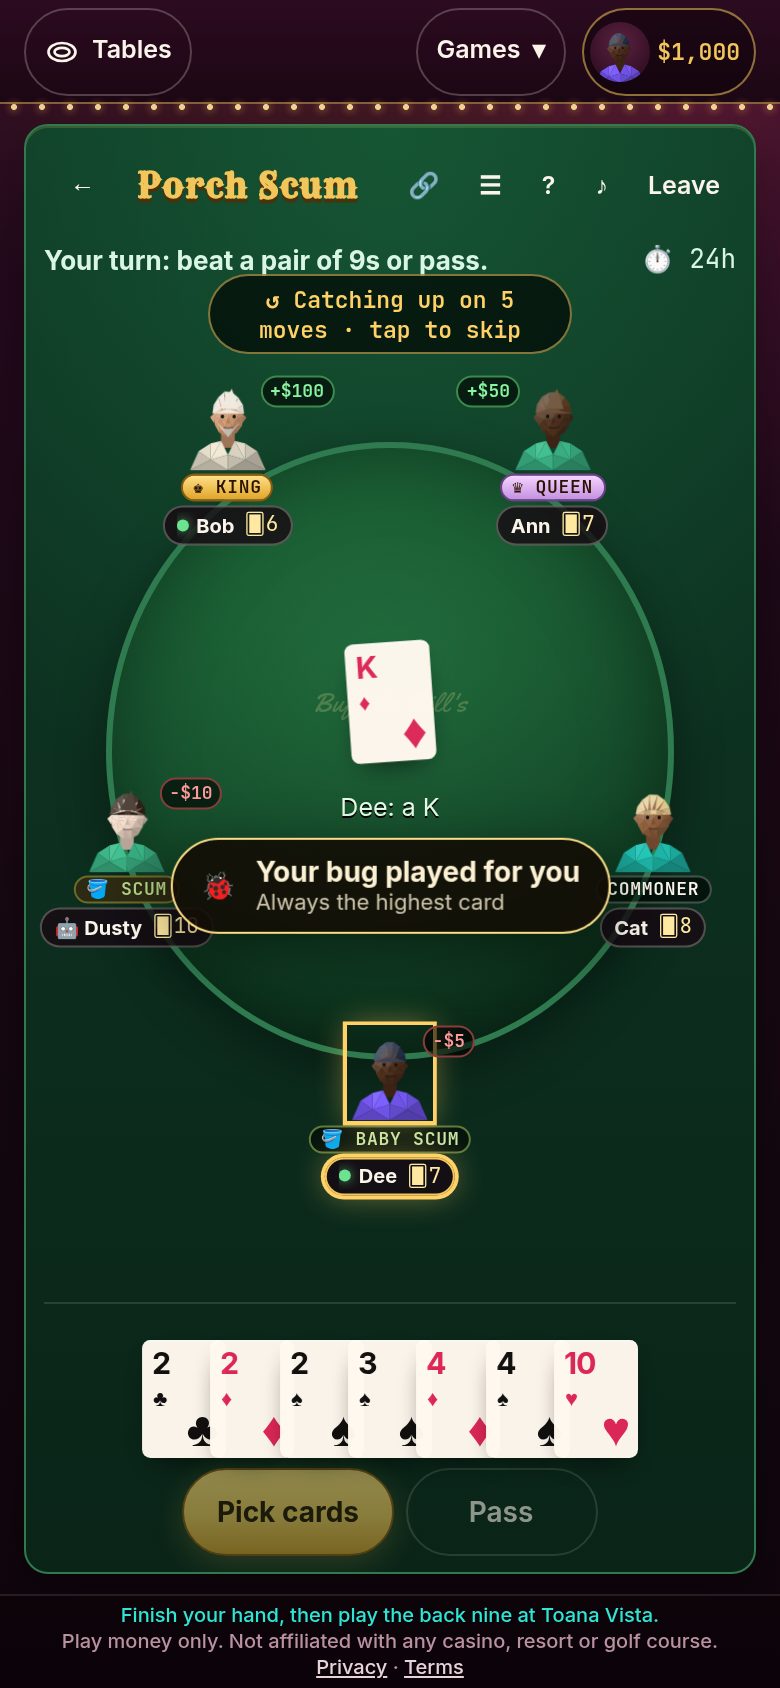 Tables
Games ▼
$1,000
← Porch Scum 🔗 ☰ ? ♪ Leave
Your turn: beat a pair of 9s or pass.
⏱️ 24h
↺ Catching up on 5
moves · tap to skip
+$100
+$50
♚ KING
♛ QUEEN
Bob 6
Ann 7
K
Dee: a K
-$10
🪣 SCUM
COMMONER
🤖 Dusty 10
Cat 8
🐞 Your bug played for you
Always the highest card
-$5
🪣 BABY SCUM
Dee 7
2 2 2 3 4 4 10
♣ ♦ ♠ ♠ ♦ ♠ ♥
Pick cards
Pass
Finish your hand, then play the back nine at Toana Vista.
Play money only. Not affiliated with any casino, resort or golf course.
Privacy · Terms